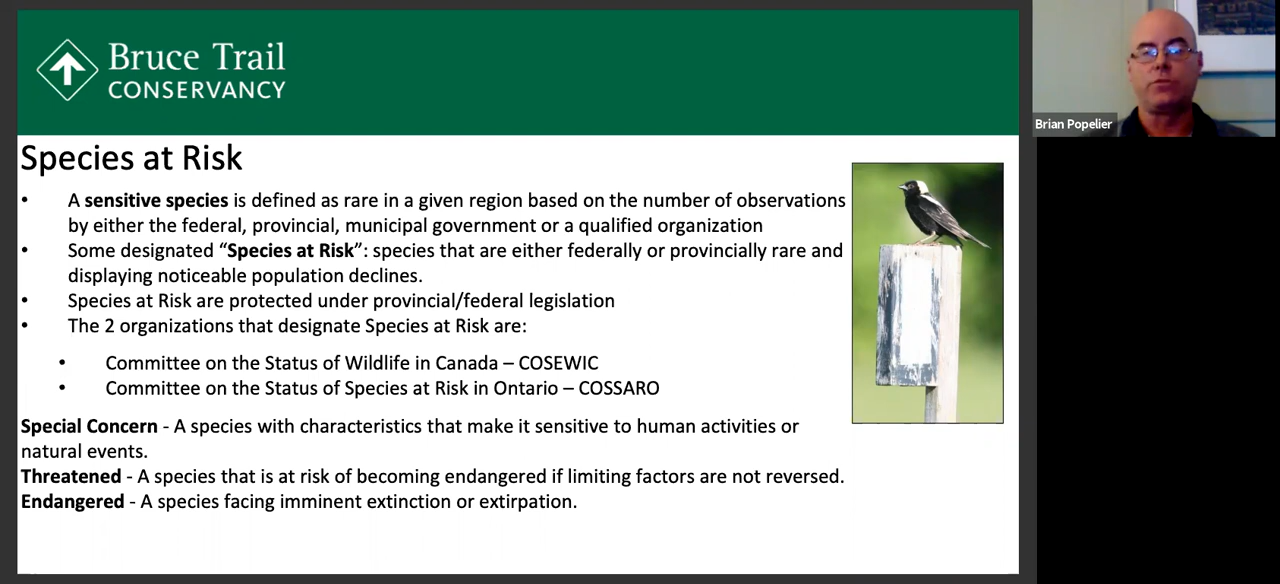 Bruce Trail
CONSERVANCY
Brian Popelier
Species at Risk
• A sensitive species is defined as rare in a given region based on the number of observations
by either the federal, provincial, municipal government or a qualified organization
• Some designated “Species at Risk”: species that are either federally or provincially rare and
displaying noticeable population declines.
• Species at Risk are protected under provincial/federal legislation
• The 2 organizations that designate Species at Risk are:
• Committee on the Status of Wildlife in Canada – COSEWIC
• Committee on the Status of Species at Risk in Ontario – COSSARO
Special Concern - A species with characteristics that make it sensitive to human activities or
natural events.
Threatened - A species that is at risk of becoming endangered if limiting factors are not reversed.
Endangered - A species facing imminent extinction or extirpation.